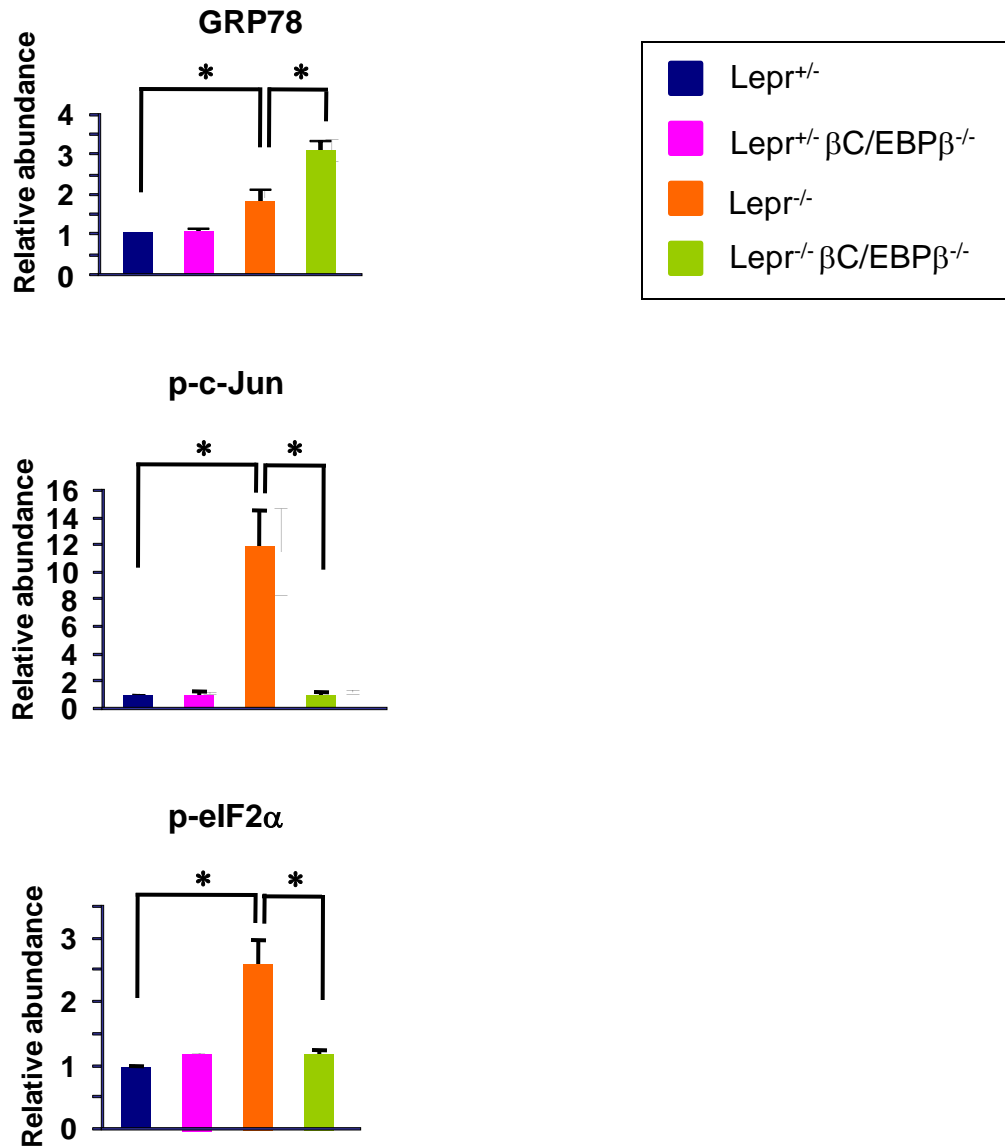 GRP78
* *
Relative abundance
4
3
2
1
0
Lepr+/-
Lepr+/- βC/EBPβ-/-
Lepr-/-
Lepr-/- βC/EBPβ-/-
p-c-Jun
* *
Relative abundance
16
14
12
10
8
6
4
2
0
p-eIF2α
* *
Relative abundance
3
2
1
0